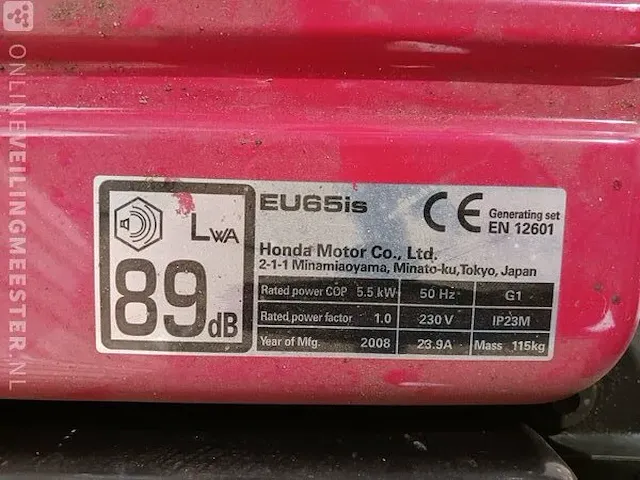 ONLINEVEILINGMEESTER.NL
EU65is
CE
Generating set
EN 12601
LWA
89dB
Honda Motor Co., Ltd.
2-1-1 Minamiaoyama, Minato-ku,Tokyo, Japan
Rated power COP 5.5 kW 50 Hz G1
Rated power factor 1.0 230 V IP23M
Year of Mfg. 2008 23.9A Mass 115kg